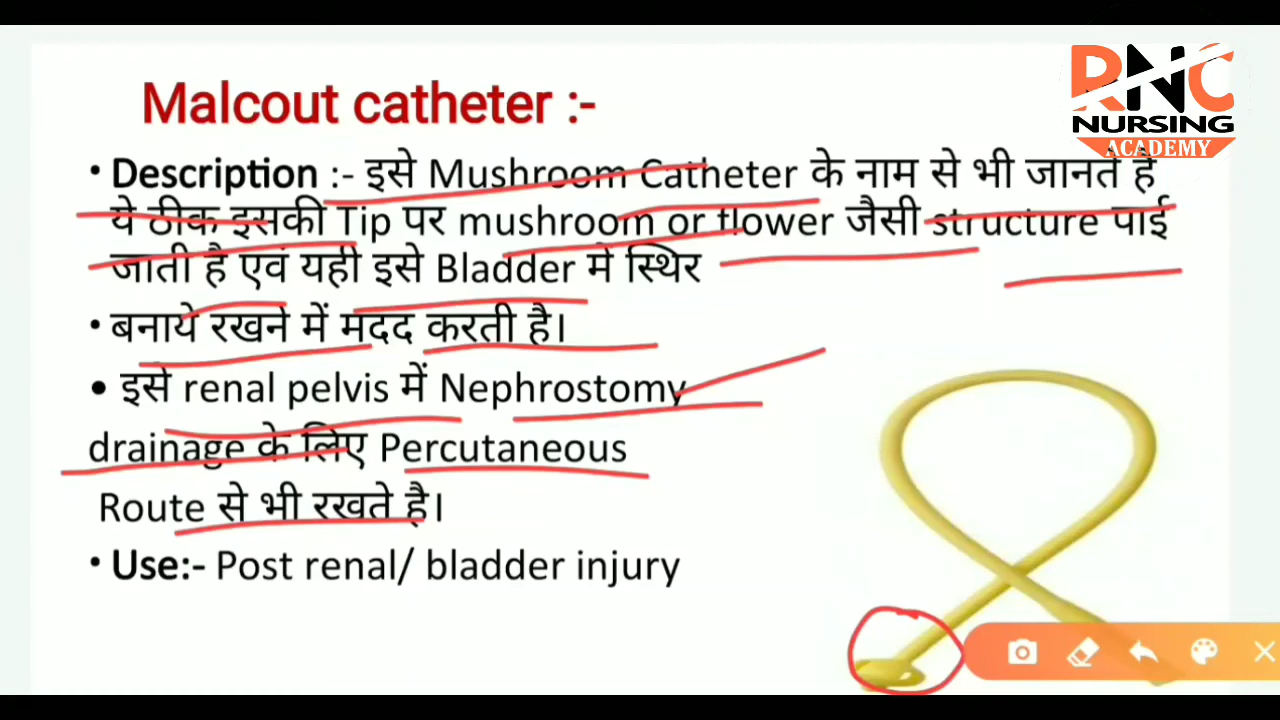 RNC
NURSING
ACADEMY
Malcout catheter :-
• Description :- इसे Mushroom Catheter के नाम से भी जानते है
ये ठीक इसकी Tip पर mushroom or flower जैसी structure पाई
जाती है एवं यही इसे Bladder मे स्थिर
• बनाये रखने में मदद करती है।
• इसे renal pelvis में Nephrostomy
drainage के लिए Percutaneous
Route से भी रखते है।
• Use:- Post renal/ bladder injury